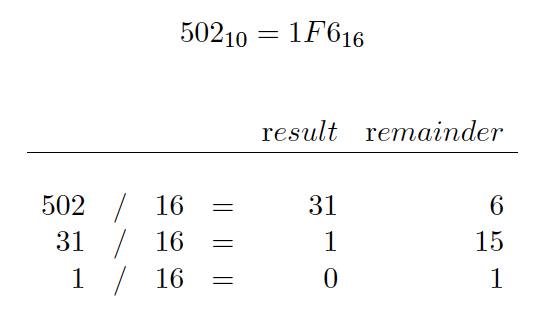 502₁₀ = 1F6₁₆
result remainder
502 / 16 = 31 6
31 / 16 = 1 15
1 / 16 = 0 1